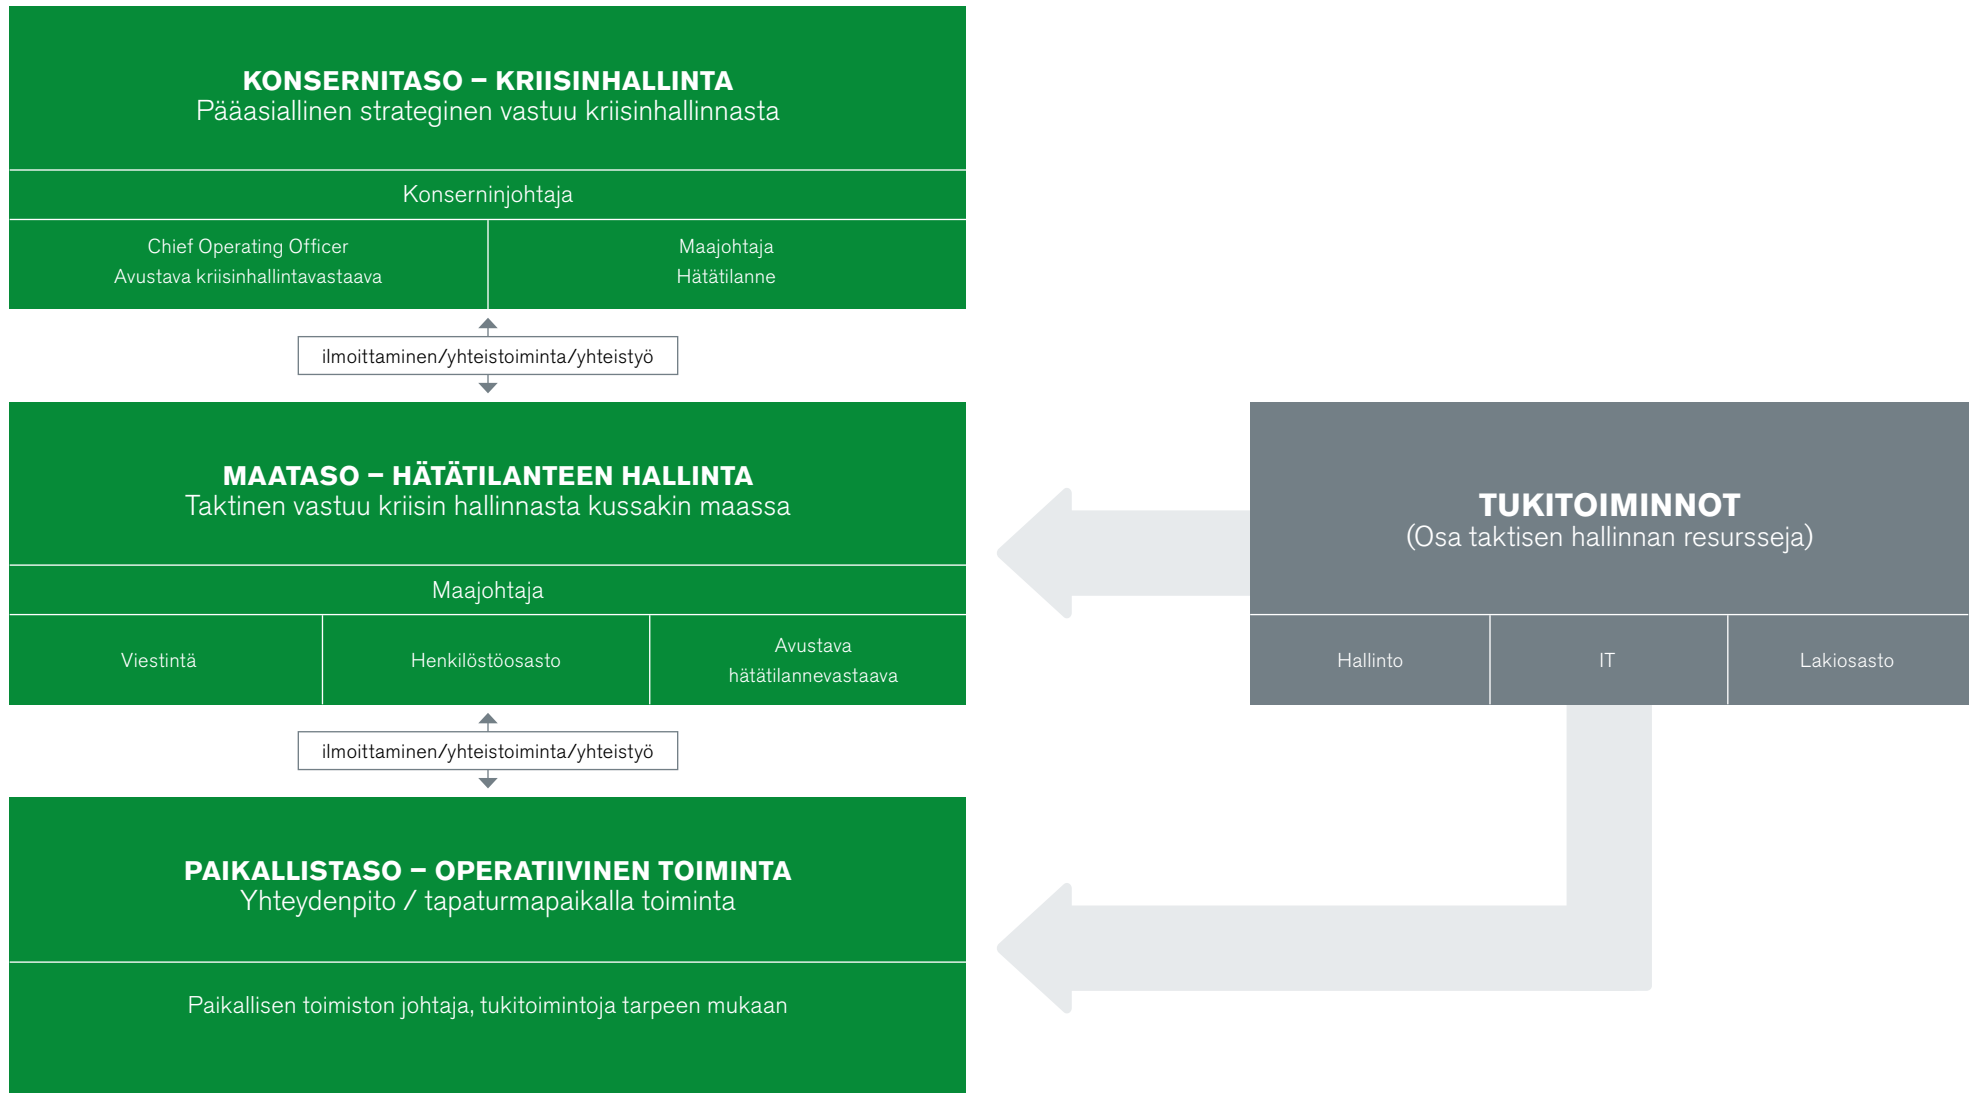 KONSERNITASO – KRIISINHALLINTA
Pääasiallinen strateginen vastuu kriisinhallinnasta
Konserninjohtaja
Chief Operating Officer
Avustava kriisinhallintavastaava
Maajohtaja
Hätätilanne
ilmoittaminen/yhteistoiminta/yhteistyö
MAATASO – HÄTÄTILANTEEN HALLINTA
Taktinen vastuu kriisin hallinnasta kussakin maassa
Maajohtaja
Viestintä
Henkilöstöosasto
Avustava
hätätilannevastaava
ilmoittaminen/yhteistoiminta/yhteistyö
PAIKALLISTASO – OPERATIIVINEN TOIMINTA
Yhteydenpito / tapaturmapaikalla toiminta
Paikallisen toimiston johtaja, tukitoimintoja tarpeen mukaan
TUKITOIMINNOT
(Osa taktisen hallinnan resursseja)
Hallinto
IT
Lakiosasto